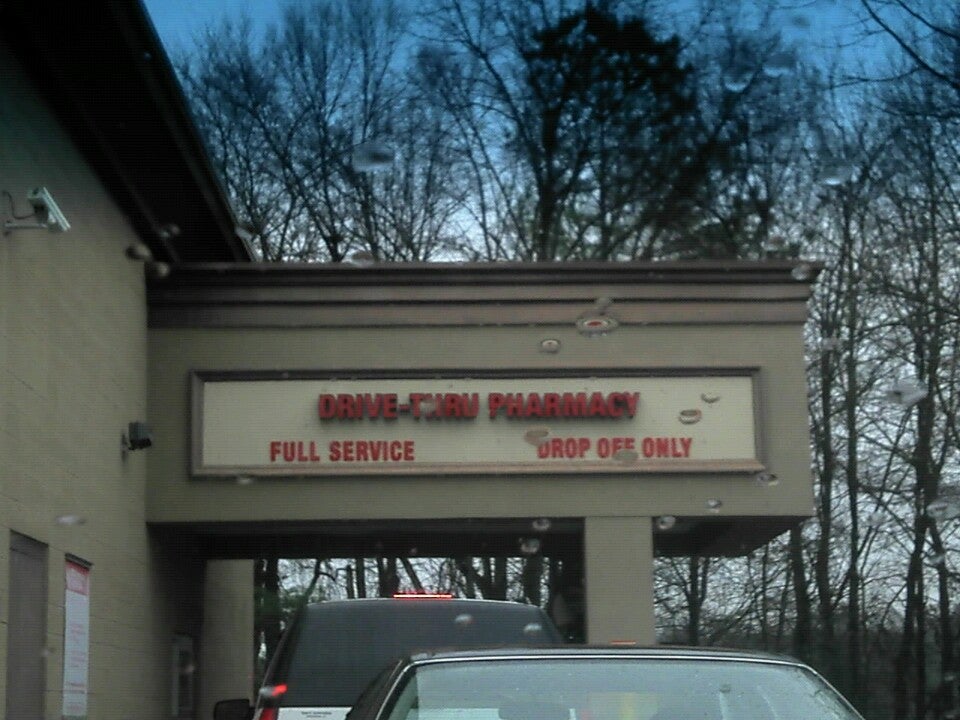 DRIVE-THRU PHARMACY
FULL SERVICE DROP OFF ONLY